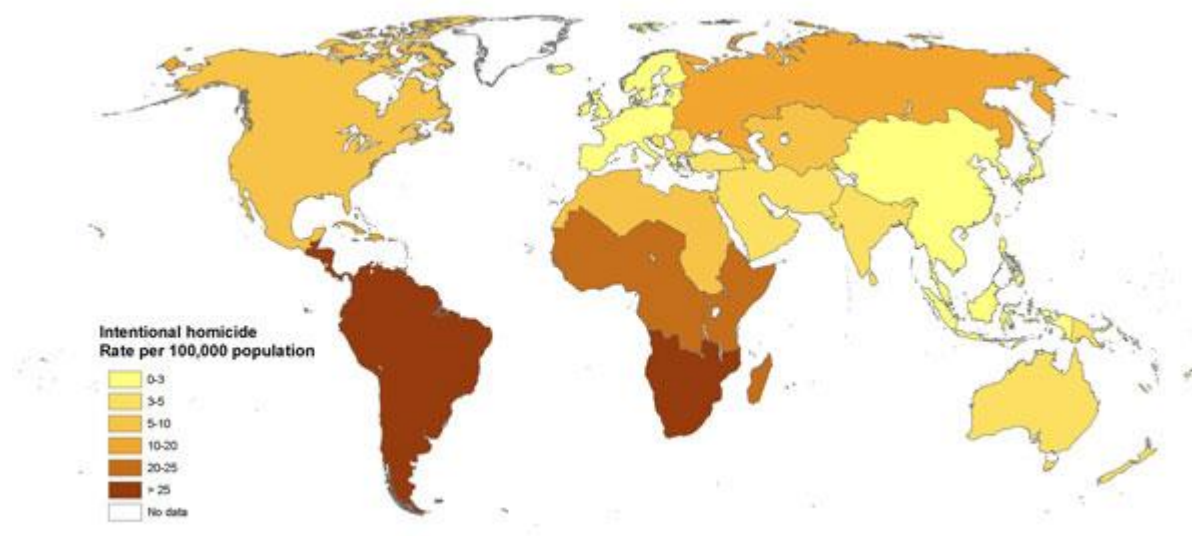 Intentional homicide
Rate per 100,000 population
0-3
3-5
5-10
10-20
20-25
> 25
No data